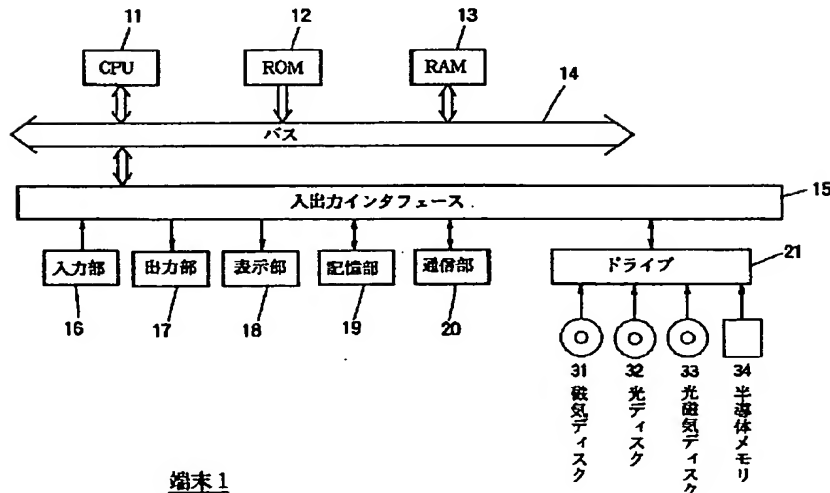 11
12
13
CPU
ROM
RAM
14
バス
入出力インタフェース
15
入力部
出力部
表示部
記憶部
通信部
ドライブ
21
16
17
18
19
20
31
32
33
34
磁気ディスク
光ディスク
光磁気ディスク
半導体メモリ
端末1